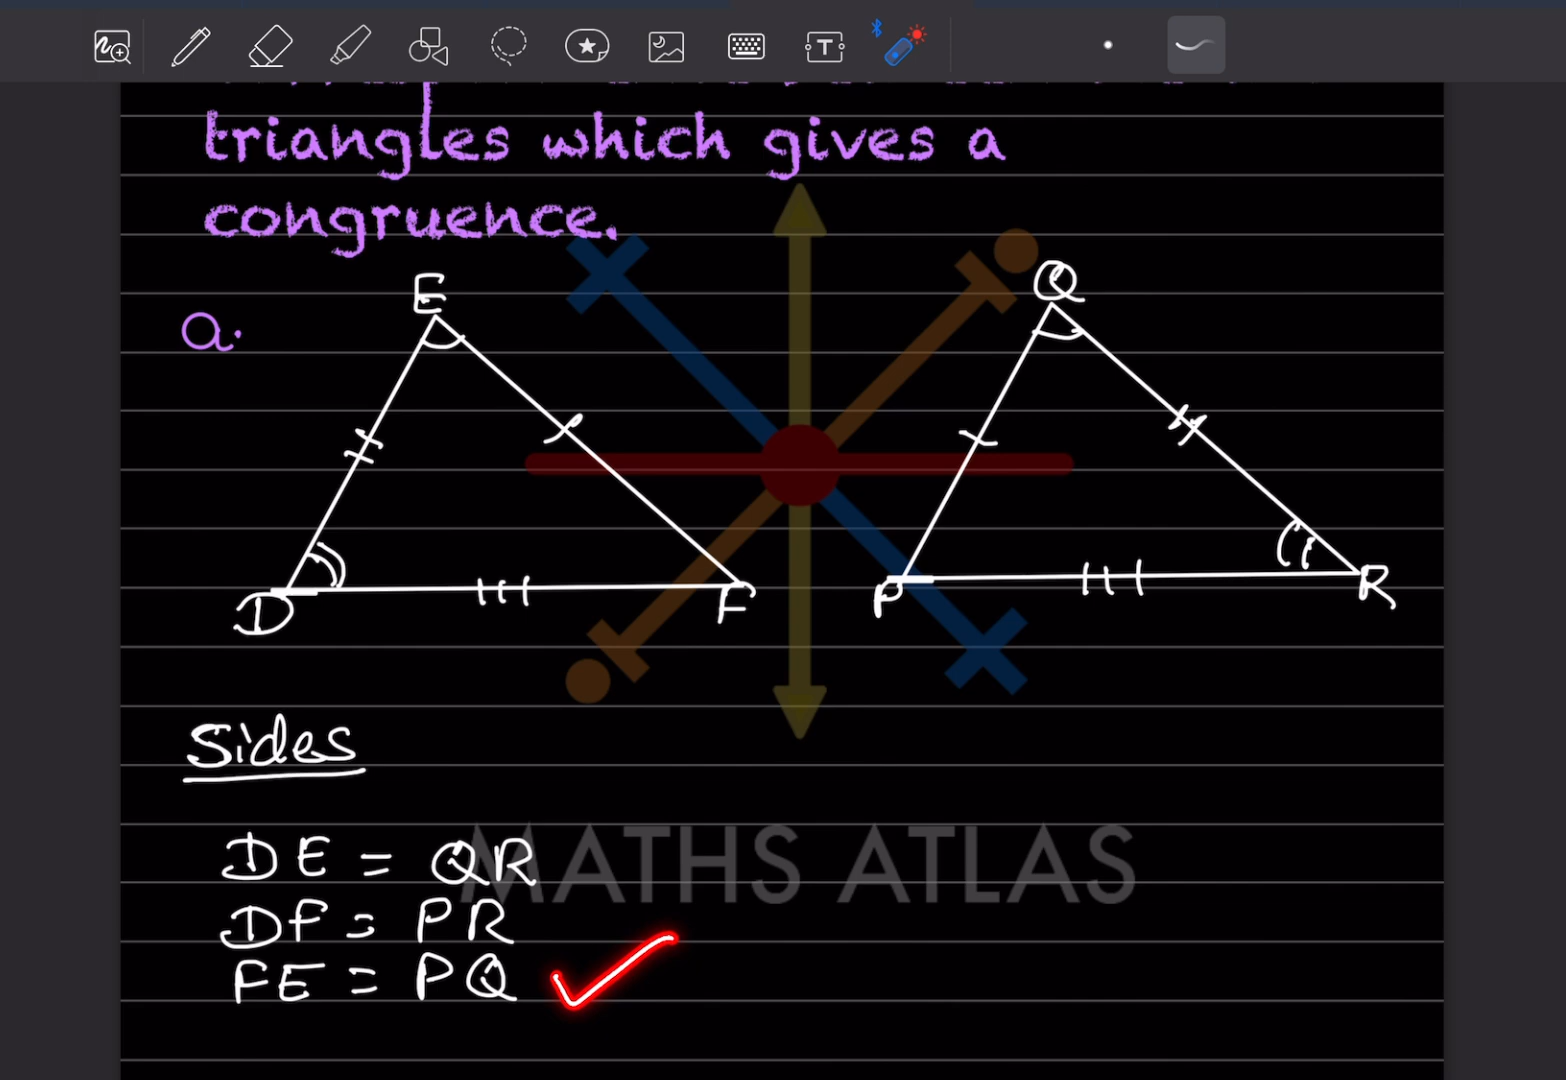 triangles which gives a
congruence.
a.
E
Q
D
F
P
R
Sides
DE = QR
DF = PR
FE = PQ
MATHS ATLAS
T